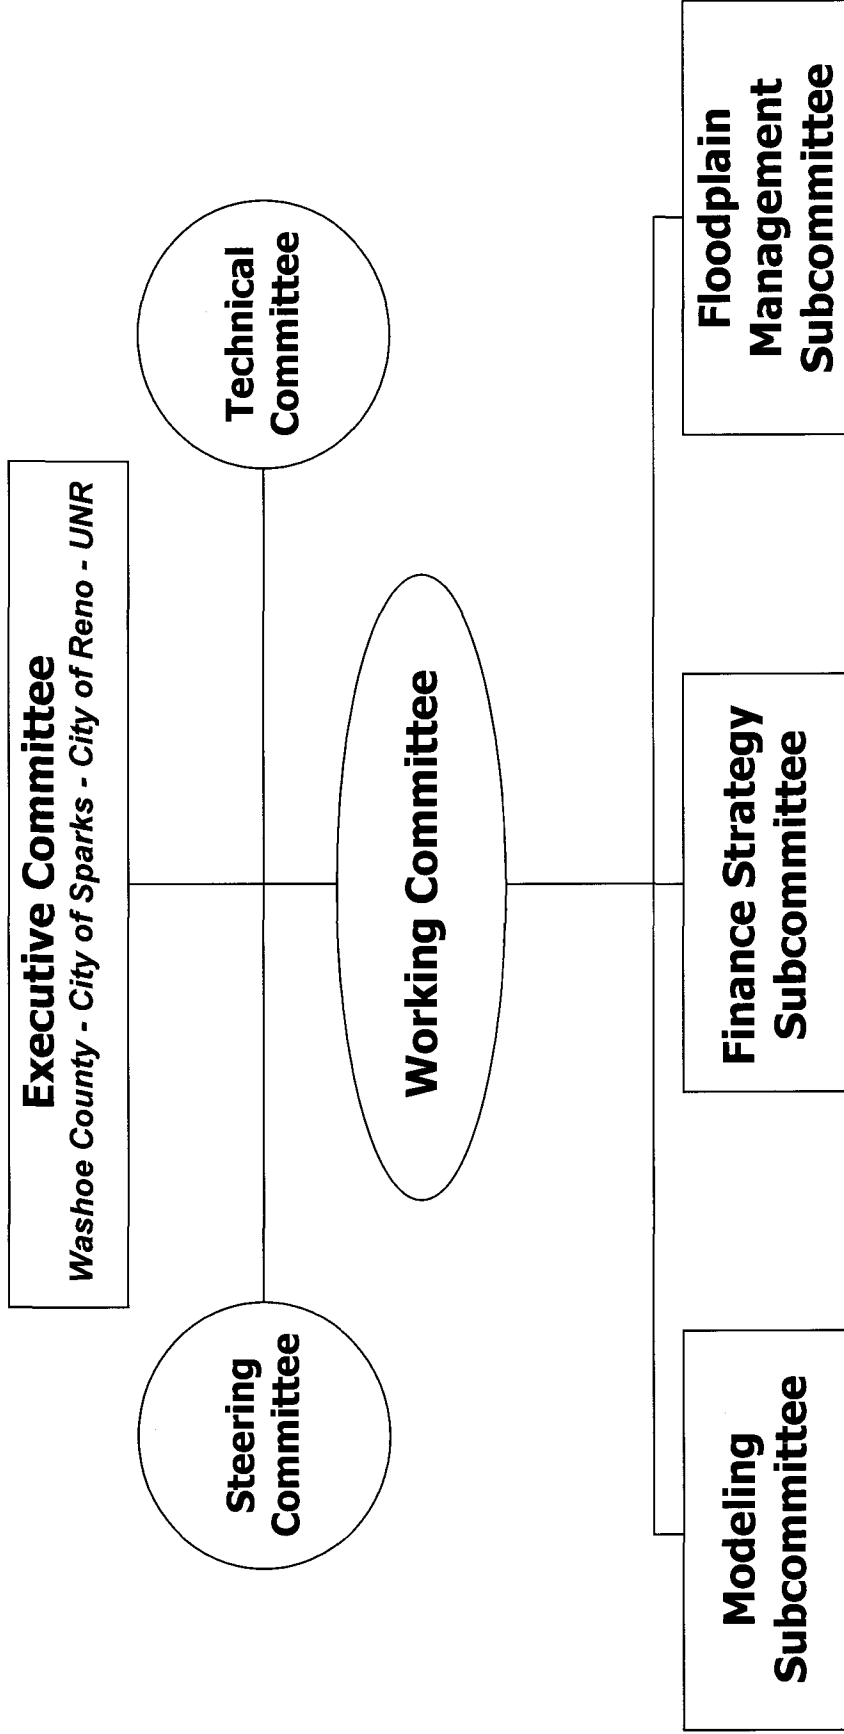 Executive Committee
Washoe County - City of Sparks - City of Reno - UNR
Steering
Committee
Technical
Committee
Working Committee
Modeling
Subcommittee
Finance Strategy
Subcommittee
Floodplain
Management
Subcommittee